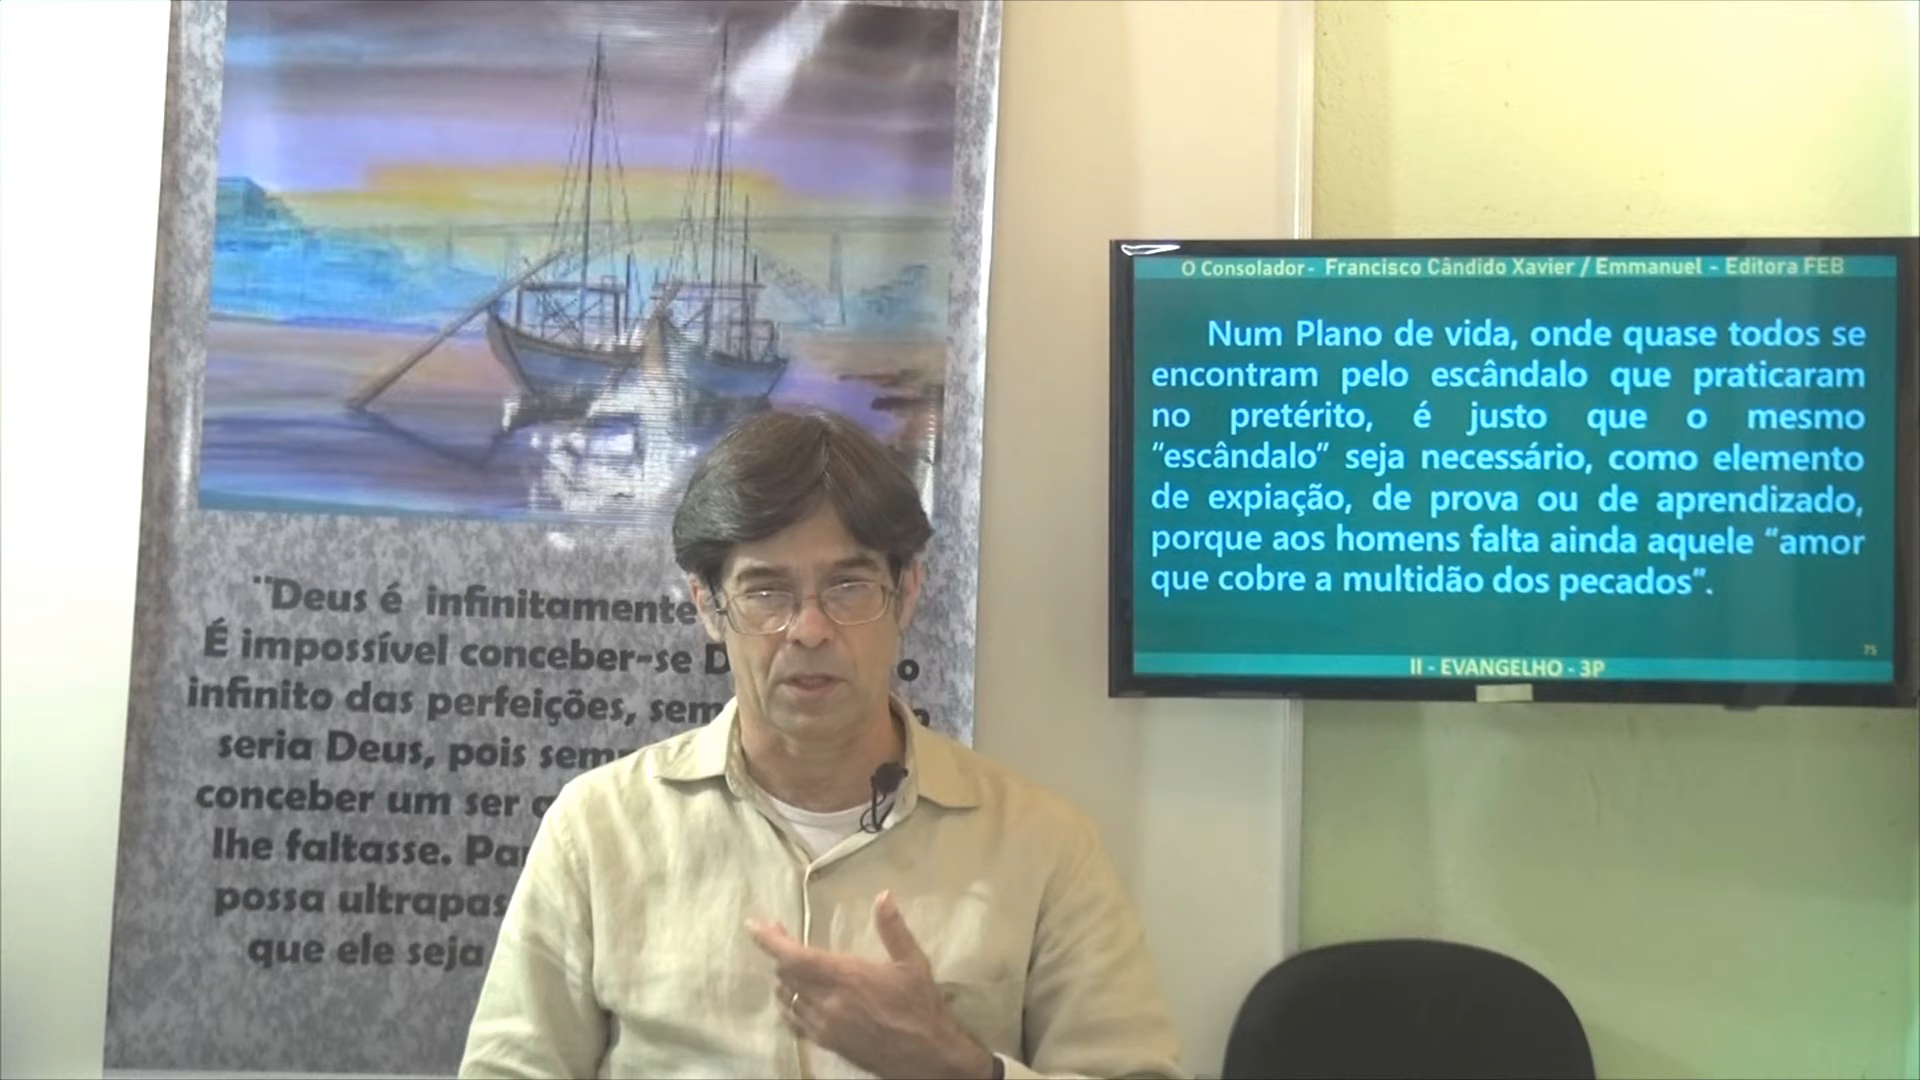 ¨Deus é infinitamente
É impossível conceber-se D o
infinito das perfeições, sem
seria Deus, pois sem
conceber um ser
lhe faltasse. Pa
possa ultrapas
que ele seja
O Consolador - Francisco Cândido Xavier / Emmanuel - Editora FEB
Num Plano de vida, onde quase todos se
encontram pelo escândalo que praticaram
no pretérito, é justo que o mesmo
“escândalo” seja necessário, como elemento
de expiação, de prova ou de aprendizado,
porque aos homens falta ainda aquele “amor
que cobre a multidão dos pecados”.
75
II - EVANGELHO - 3P